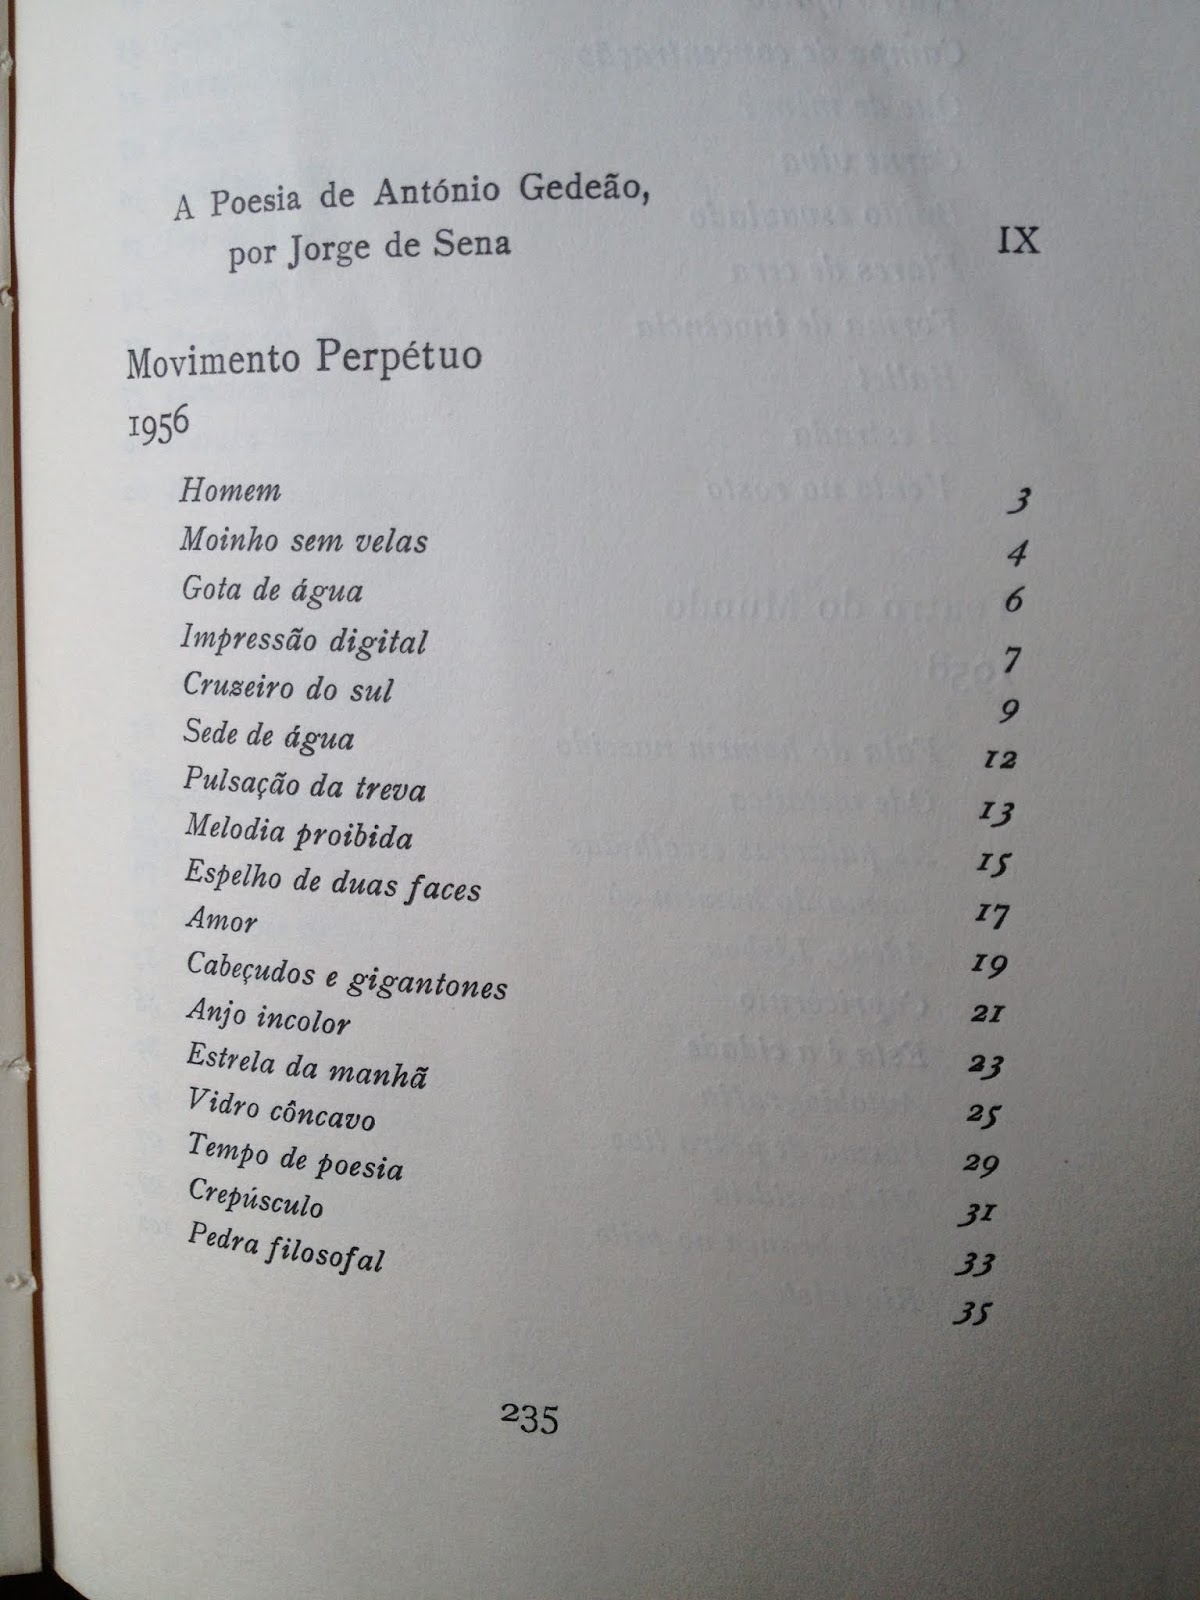 A Poesia de António Gedeão,
por Jorge de Sena IX
Movimento Perpétuo
1956
Homem 3
Moinho sem velas 4
Gota de água 6
Impressão digital 7
Cruzeiro do sul 9
Sede de água 12
Pulsação da treva 13
Melodia proibida 15
Espelho de duas faces 17
Amor 19
Cabeçudos e gigantones 21
Anjo incolor 23
Estrela da manhã 25
Vidro côncavo 29
Tempo de poesia 31
Crepúsculo 33
Pedra filosofal 35
235